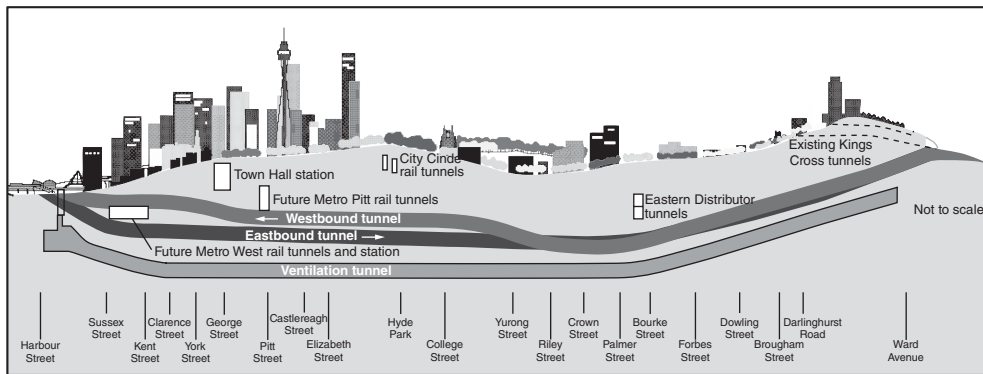 Existing Kings
Cross tunnels
City Cinde
rail tunnels
Town Hall station
Future Metro Pitt rail tunnels
Eastern Distributor
tunnels
Not to scale
Westbound tunnel
Eastbound tunnel
Future Metro West rail tunnels and station
Ventilation tunnel
Harbour
Street
Sussex
Street
Kent
Street
Clarence
Street
York
Street
George
Street
Pitt
Street
Castlereagh
Street
Elizabeth
Street
Hyde
Park
College
Street
Yurong
Street
Riley
Street
Crown
Street
Palmer
Street
Bourke
Street
Forbes
Street
Dowling
Street
Brougham
Street
Darlinghurst
Road
Ward
Avenue